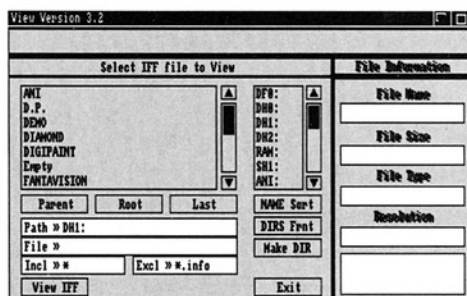 View Version 3.2
Select IFF file to View
File Information
ANI
D.P.
DEMO
DIAMOND
DIGIPAINT
Empty
FANTAVISION
DF0:
DH0:
DH1:
DH2:
RAM:
SH1:
ANI:
File Name
File Size
File Type
Resolution
Parent
Root
Last
NAME Sort
Path » DH1:
DIRS Frnt
File »
Make DIR
Incl » *
Excl » *.info
View IFF
Exit